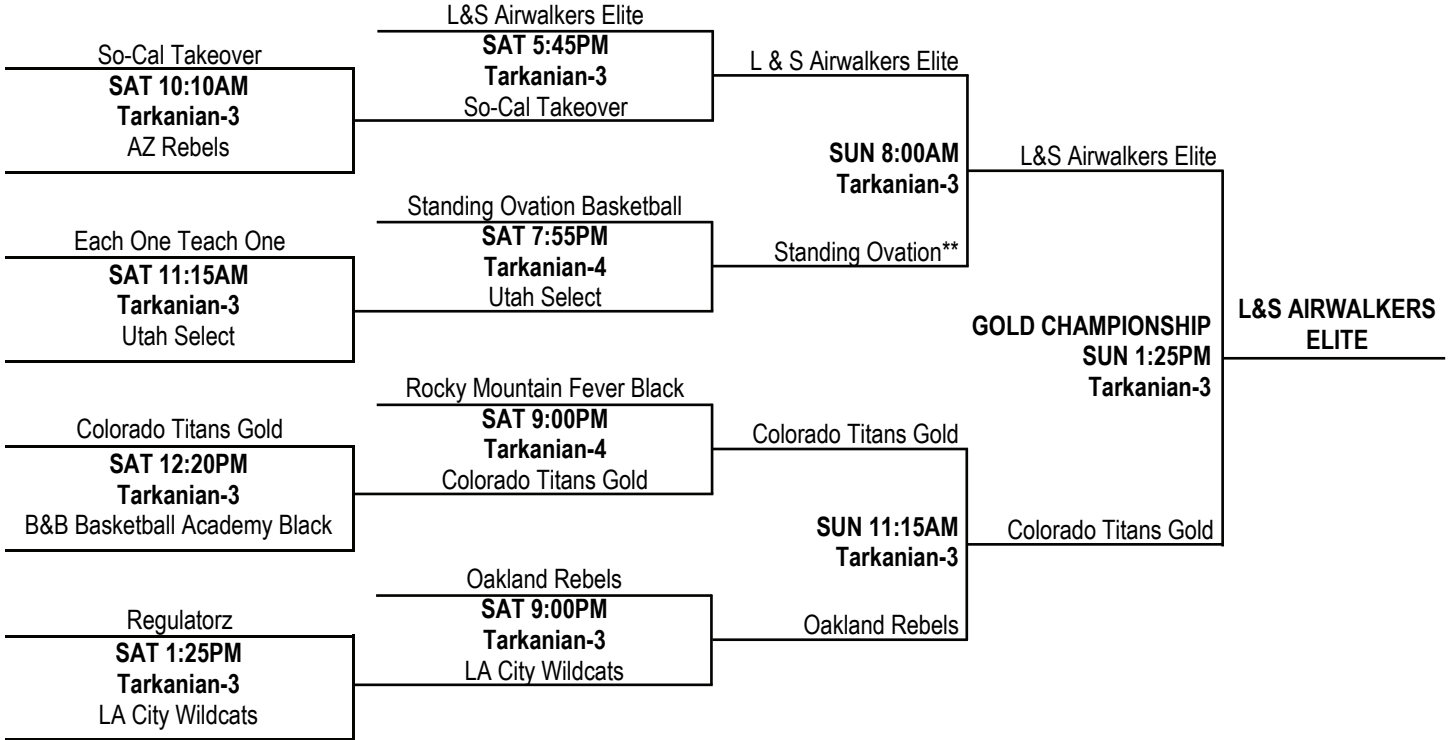 L&S Airwalkers Elite
So-Cal Takeover
SAT 5:45PM
L & S Airwalkers Elite
SAT 10:10AM
Tarkanian-3
Tarkanian-3
So-Cal Takeover
AZ Rebels
SUN 8:00AM
L&S Airwalkers Elite
Tarkanian-3
Standing Ovation Basketball
Each One Teach One
SAT 7:55PM
Standing Ovation**
SAT 11:15AM
Tarkanian-4
Tarkanian-3
Utah Select
Utah Select
GOLD CHAMPIONSHIP
L&S AIRWALKERS
SUN 1:25PM
ELITE
Tarkanian-3
Rocky Mountain Fever Black
Colorado Titans Gold
SAT 9:00PM
Colorado Titans Gold
SAT 12:20PM
Tarkanian-4
Tarkanian-3
Colorado Titans Gold
B&B Basketball Academy Black
SUN 11:15AM
Colorado Titans Gold
Tarkanian-3
Oakland Rebels
Regulatorz
SAT 9:00PM
Oakland Rebels
SAT 1:25PM
Tarkanian-3
Tarkanian-3
LA City Wildcats
LA City Wildcats